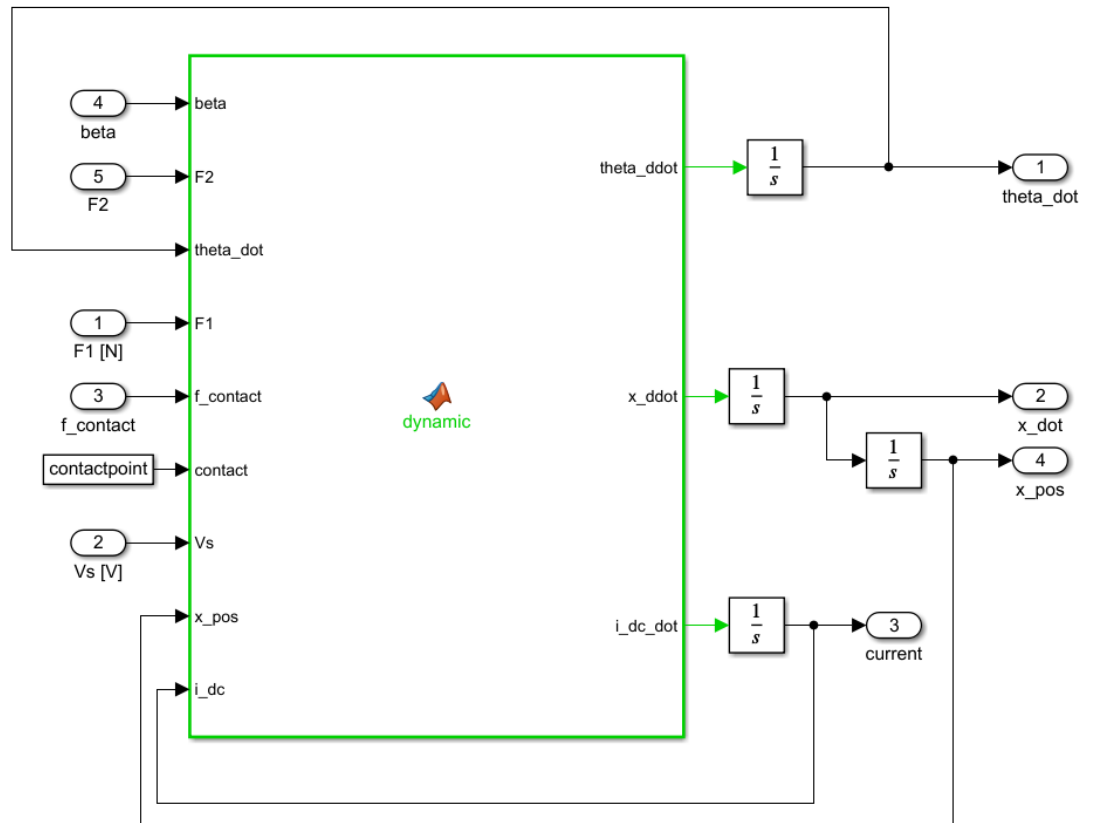 4
beta
5
F2
1
F1 [N]
3
f_contact
contactpoint
2
Vs [V]
beta
F2
theta_dot
F1
f_contact
contact
Vs
x_pos
i_dc
dynamic
theta_ddot
x_ddot
i_dc_dot
1
s
1
s
1
s
1
s
1
theta_dot
2
x_dot
4
x_pos
3
current